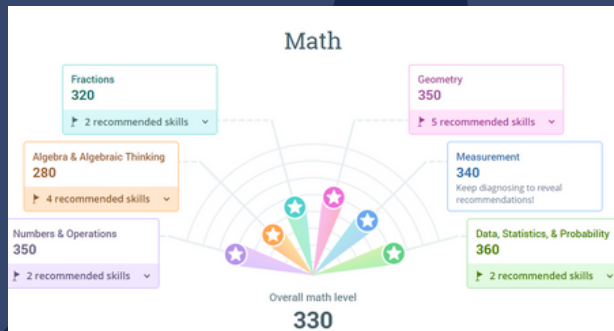 Math
Fractions
320
2 recommended skills
Geometry
350
5 recommended skills
Algebra & Algebraic Thinking
280
4 recommended skills
Measurement
340
Keep diagnosing to reveal
recommendations!
Numbers & Operations
350
2 recommended skills
Data, Statistics, & Probability
360
2 recommended skills
Overall math level
330